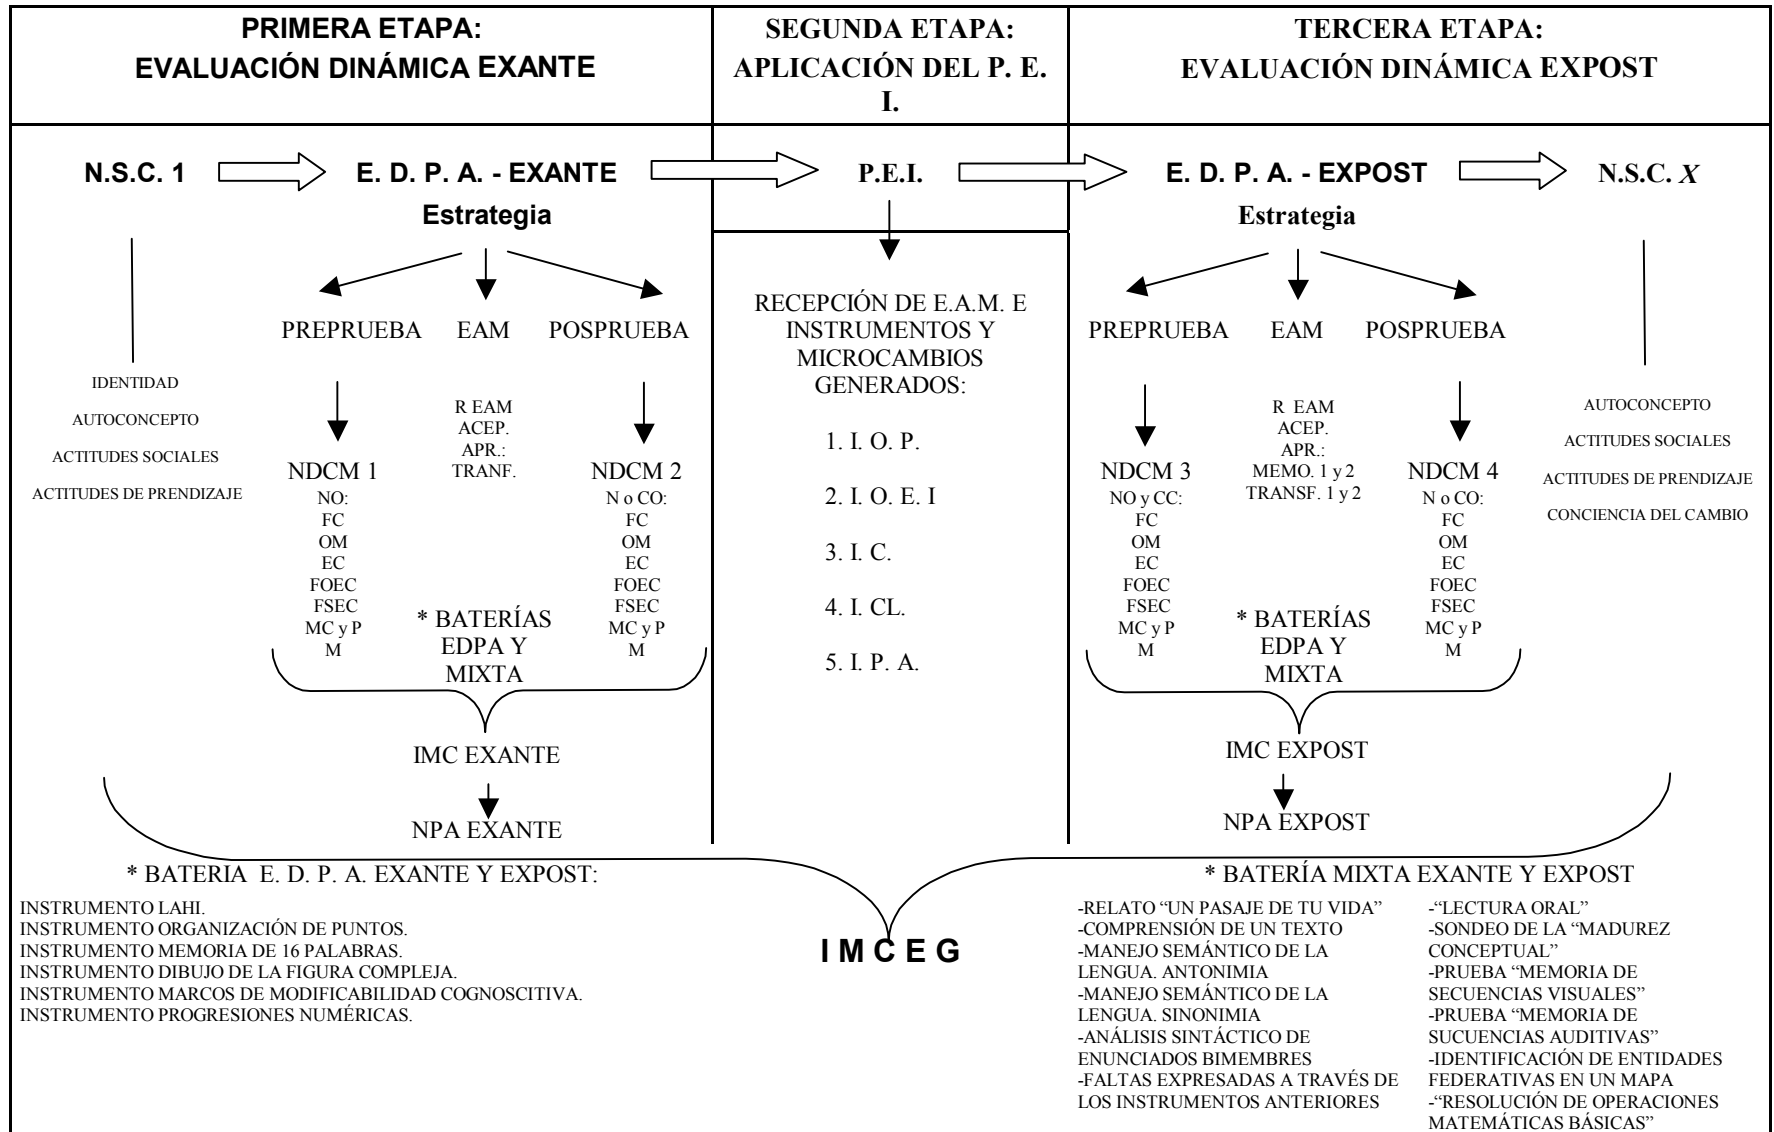 PRIMERA ETAPA:
EVALUACIÓN DINÁMICA EXANTE
SEGUNDA ETAPA:
APLICACIÓN DEL P. E.
I.
TERCERA ETAPA:
EVALUACIÓN DINÁMICA EXPOST
N.S.C. 1
E. D. P. A. - EXANTE
P.E.I.
E. D. P. A. - EXPOST
N.S.C. X
Estrategia
Estrategia
PREPRUEBA
EAM
POSPRUEBA
IDENTIDAD
AUTOCONCEPTO
ACTITUDES SOCIALES
ACTITUDES DE PRENDIZAJE
R EAM
ACEP.
APR.:
TRANF.
NDCM 1
NO:
FC
OM
EC
FOEC
FSEC
MC y P
M
NDCM 2
N o CO:
FC
OM
EC
FOEC
FSEC
MC y P
M
* BATERÍAS
EDPA Y
MIXTA
IMC EXANTE
NPA EXANTE
RECEPCIÓN DE E.A.M. E
INSTRUMENTOS Y
MICROCAMBIOS
GENERADOS:
1. I. O. P.
2. I. O. E. I
3. I. C.
4. I. CL.
5. I. P. A.
PREPRUEBA
EAM
POSPRUEBA
R EAM
ACEP.
APR.:
MEMO. 1 y 2
TRANSF. 1 y 2
NDCM 3
NO y CC:
FC
OM
EC
FOEC
FSEC
MC y P
M
NDCM 4
N o CO:
FC
OM
EC
FOEC
FSEC
MC y P
M
* BATERÍAS
EDPA Y
MIXTA
AUTOCONCEPTO
ACTITUDES SOCIALES
ACTITUDES DE PRENDIZAJE
CONCIENCIA DEL CAMBIO
IMC EXPOST
NPA EXPOST
* BATERIA E. D. P. A. EXANTE Y EXPOST:
INSTRUMENTO LAHI.
INSTRUMENTO ORGANIZACIÓN DE PUNTOS.
INSTRUMENTO MEMORIA DE 16 PALABRAS.
INSTRUMENTO DIBUJO DE LA FIGURA COMPLEJA.
INSTRUMENTO MARCOS DE MODIFICABILIDAD COGNOSCITIVA.
INSTRUMENTO PROGRESIONES NUMÉRICAS.
I M C E G
* BATERÍA MIXTA EXANTE Y EXPOST
-RELATO “UN PASAJE DE TU VIDA”
-COMPRENSIÓN DE UN TEXTO
-MANEJO SEMÁNTICO DE LA
LENGUA. ANTONIMIA
-MANEJO SEMÁNTICO DE LA
LENGUA. SINONIMIA
-ANÁLISIS SINTÁCTICO DE
ENUNCIADOS BIMEMBRES
-FALTAS EXPRESADAS A TRAVÉS DE
LOS INSTRUMENTOS ANTERIORES
-“LECTURA ORAL”
-SONDEO DE LA “MADUREZ
CONCEPTUAL”
-PRUEBA “MEMORIA DE
SECUENCIAS VISUALES”
-PRUEBA “MEMORIA DE
SUCUENCIAS AUDITIVAS”
-IDENTIFICACIÓN DE ENTIDADES
FEDERATIVAS EN UN MAPA
-“RESOLUCIÓN DE OPERACIONES
MATEMÁTICAS BÁSICAS”